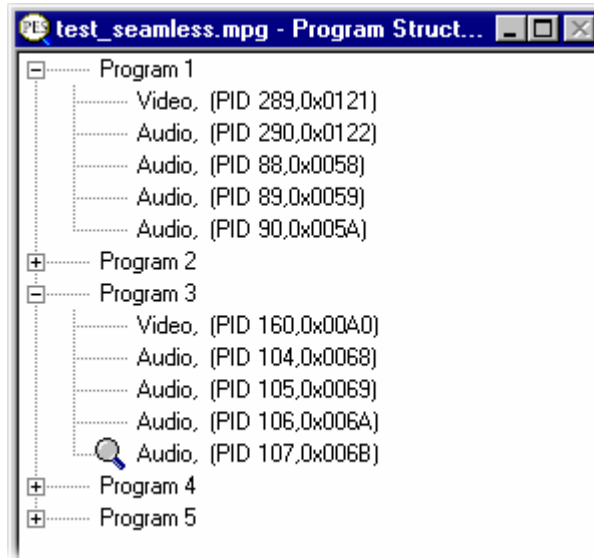 PES test_seamless.mpg - Program Struct...
Program 1
Video, (PID 289,0x0121)
Audio, (PID 290,0x0122)
Audio, (PID 88,0x0058)
Audio, (PID 89,0x0059)
Audio, (PID 90,0x005A)
Program 2
Program 3
Video, (PID 160,0x00A0)
Audio, (PID 104,0x0068)
Audio, (PID 105,0x0069)
Audio, (PID 106,0x006A)
Audio, (PID 107,0x006B)
Program 4
Program 5